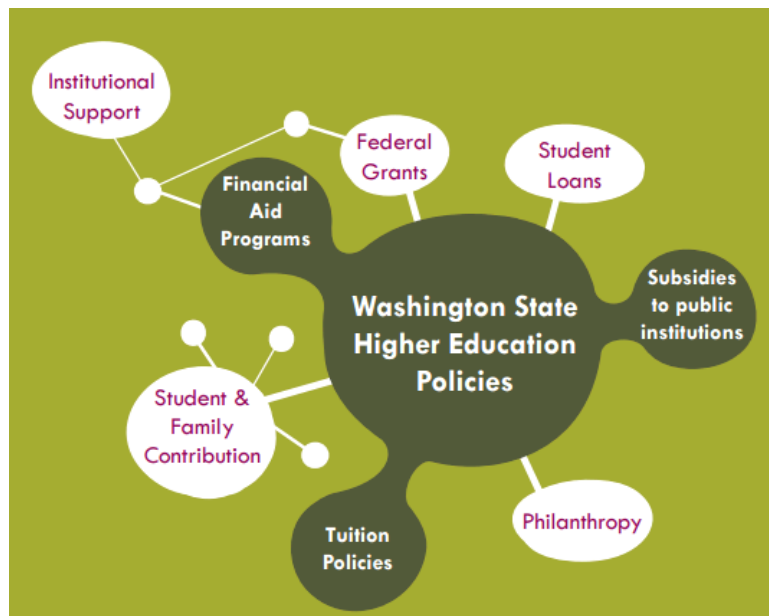 Institutional
Support
Federal
Grants
Student
Loans
Financial
Aid
Programs
Subsidies
to public
institutions
Washington State
Higher Education
Policies
Student &
Family
Contribution
Tuition
Policies
Philanthropy